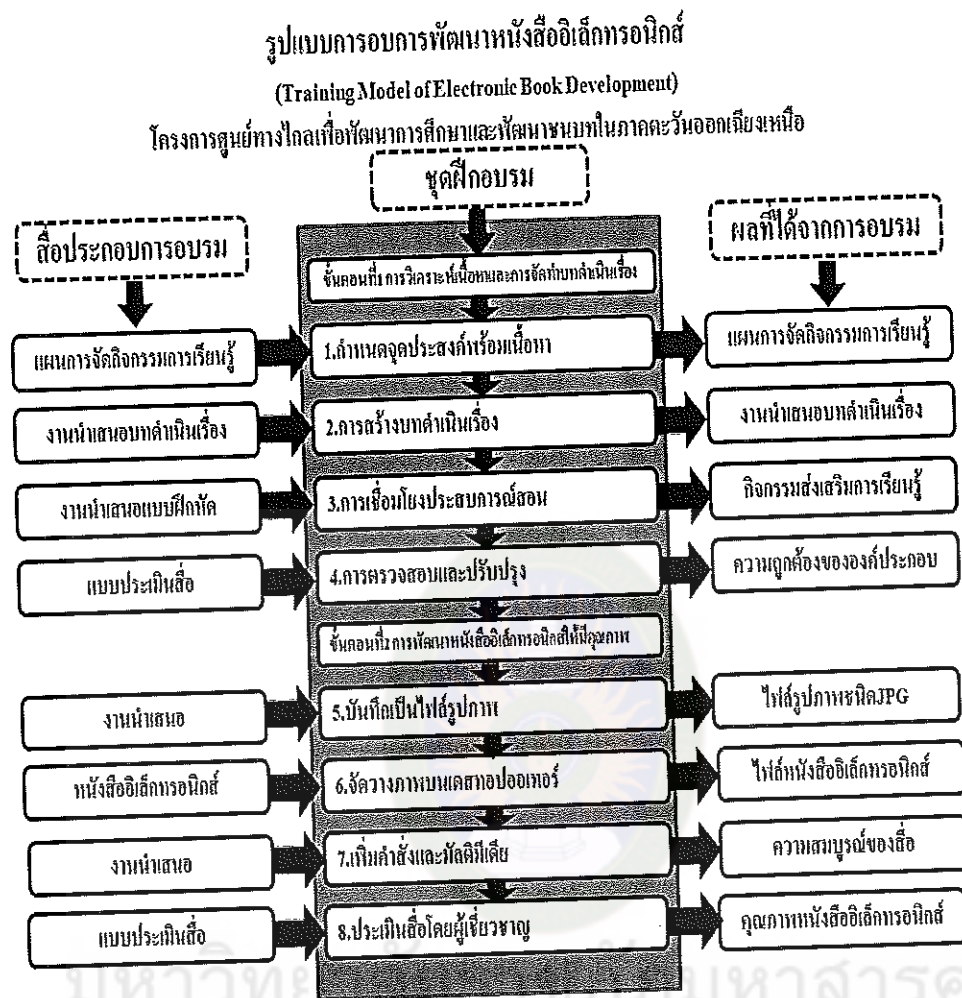 รูปแบบการอบการพัฒนาหนังสืออิเล็กทรอนิกส์
(Training Model of Electronic Book Development)
โครงการศูนย์ทางไกลเพื่อพัฒนาการศึกษาและพัฒนาชนบทในภาคตะวันออกเฉียงเหนือ
ชุดฝึกอบรม
สื่อประกอบการอบรม
ผลที่ได้จากการอบรม
ขั้นตอนที่1 การวิเคราะห์เนื้อหาและการจัดทำบทดำเนินเรื่อง
แผนการจัดกิจกรรมการเรียนรู้
1.กำหนดจุดประสงค์พร้อมเนื้อหา
แผนการจัดกิจกรรมการเรียนรู้
งานนำเสนอบทดำเนินเรื่อง
2.การสร้างบทดำเนินเรื่อง
งานนำเสนอบทดำเนินเรื่อง
งานนำเสนอแบบฝึกหัด
3.การเชื่อมโยงประสบการณ์สอน
กิจกรรมส่งเสริมการเรียนรู้
แบบประเมินสื่อ
4.การตรวจสอบและปรับปรุง
ความถูกต้องขององค์ประกอบ
ขั้นตอนที่2 การพัฒนาหนังสืออิเล็กทรอนิกส์ให้มีคุณภาพ
งานนำเสนอ
5.บันทึกเป็นไฟล์รูปภาพ
ไฟล์รูปภาพชนิดJPG
หนังสืออิเล็กทรอนิกส์
6.จัดวางภาพบนเดสทอปออเทอร์
ไฟล์หนังสืออิเล็กทรอนิกส์
งานนำเสนอ
7.เพิ่มคำสั่งและมัลติมีเดีย
ความสมบูรณ์ของสื่อ
แบบประเมินสื่อ
8.ประเมินสื่อโดยผู้เชี่ยวชาญ
คุณภาพหนังสืออิเล็กทรอนิกส์